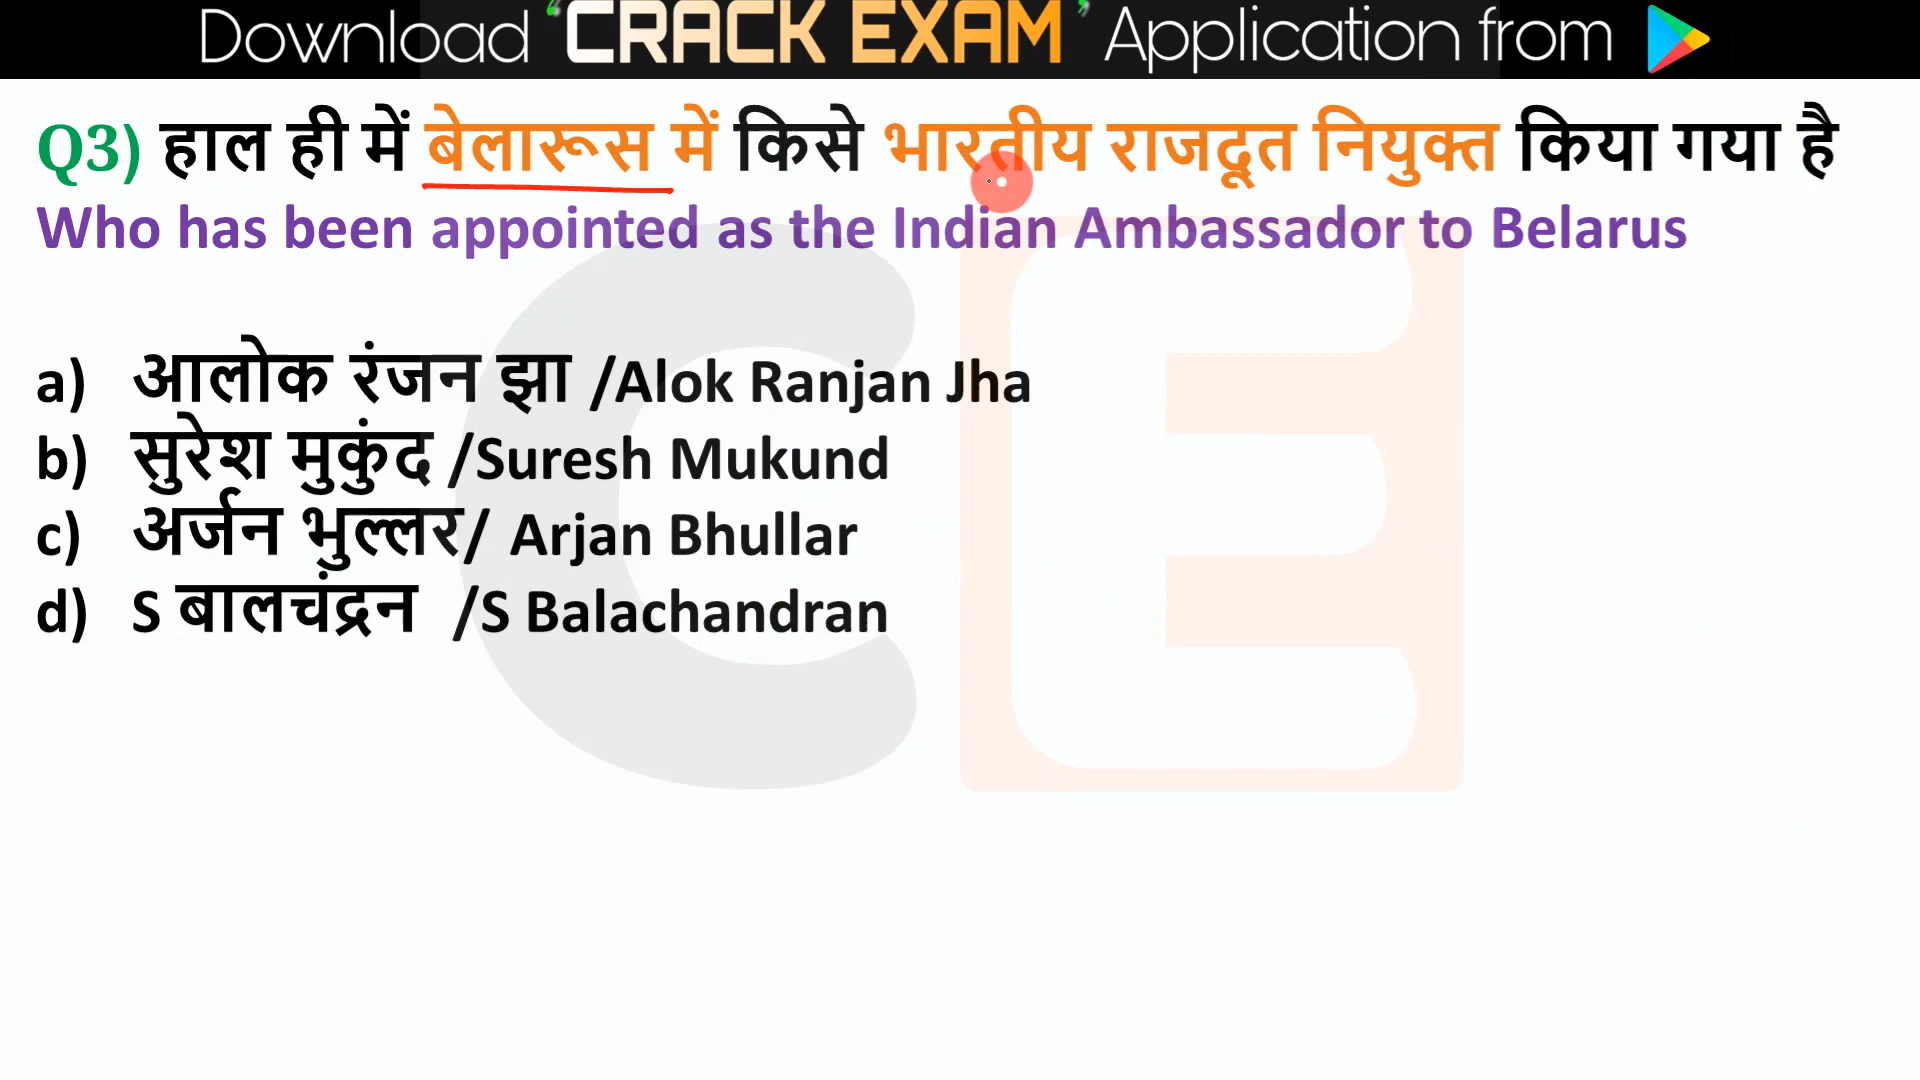 Download ‘CRACK EXAM’ Application from
Q3) हाल ही में बेलारूस में किसे भारतीय राजदूत नियुक्त किया गया है
Who has been appointed as the Indian Ambassador to Belarus
a) आलोक रंजन झा /Alok Ranjan Jha
b) सुरेश मुकुंद /Suresh Mukund
c) अर्जन भुल्लर/ Arjan Bhullar
d) S बालचंद्रन /S Balachandran
CE